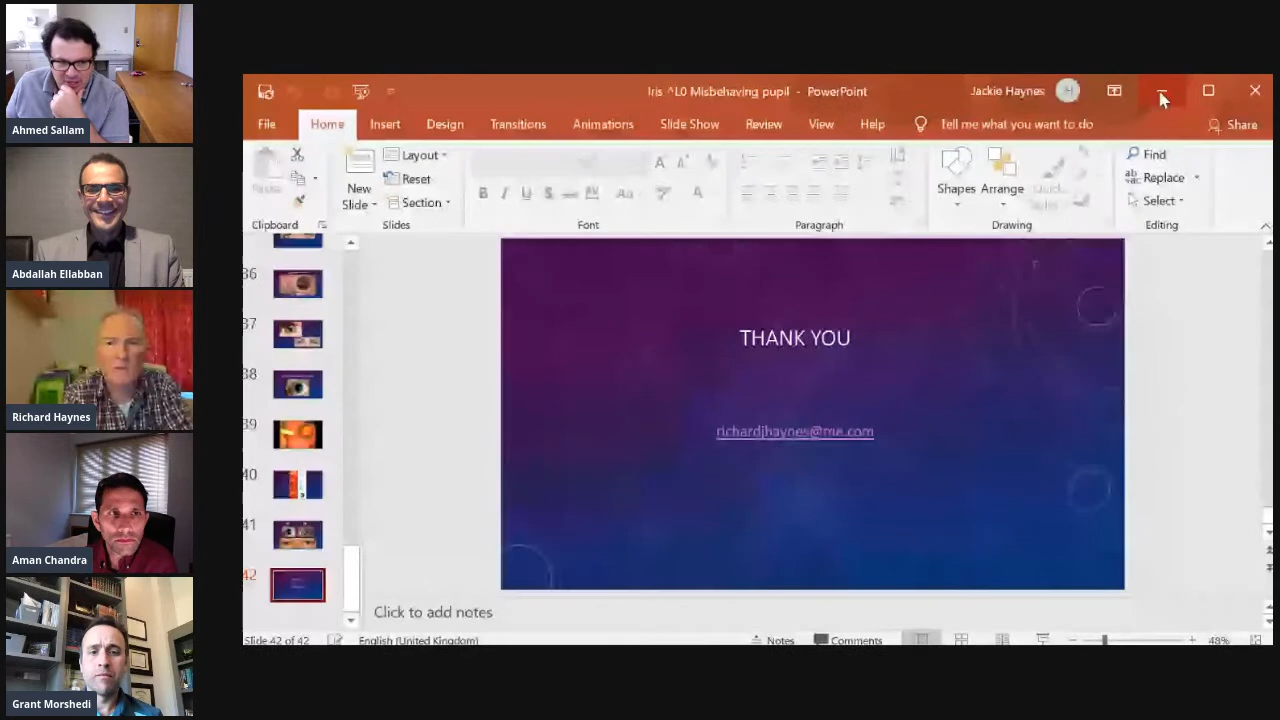 Ahmed Sallam
Abdallah Ellabban
Richard Haynes
Aman Chandra
Grant Morshedi
Iris ^L0 Misbehaving pupil - PowerPoint
Jackie Haynes
File Home Insert Design Transitions Animations Slide Show Review View Help Tell me what you want to do Share
Paste
New Slide
Layout
Reset
Section
B I U S
Aa
A
Shapes
Arrange
Quick
Find
Replace
Select
Clipboard Slides Font Paragraph Drawing Editing
36
37
38
39
40
41
42
THANK YOU
richardjhaynes@me.com
Click to add notes
Slide 42 of 42 English (United Kingdom) Notes Comments 48%